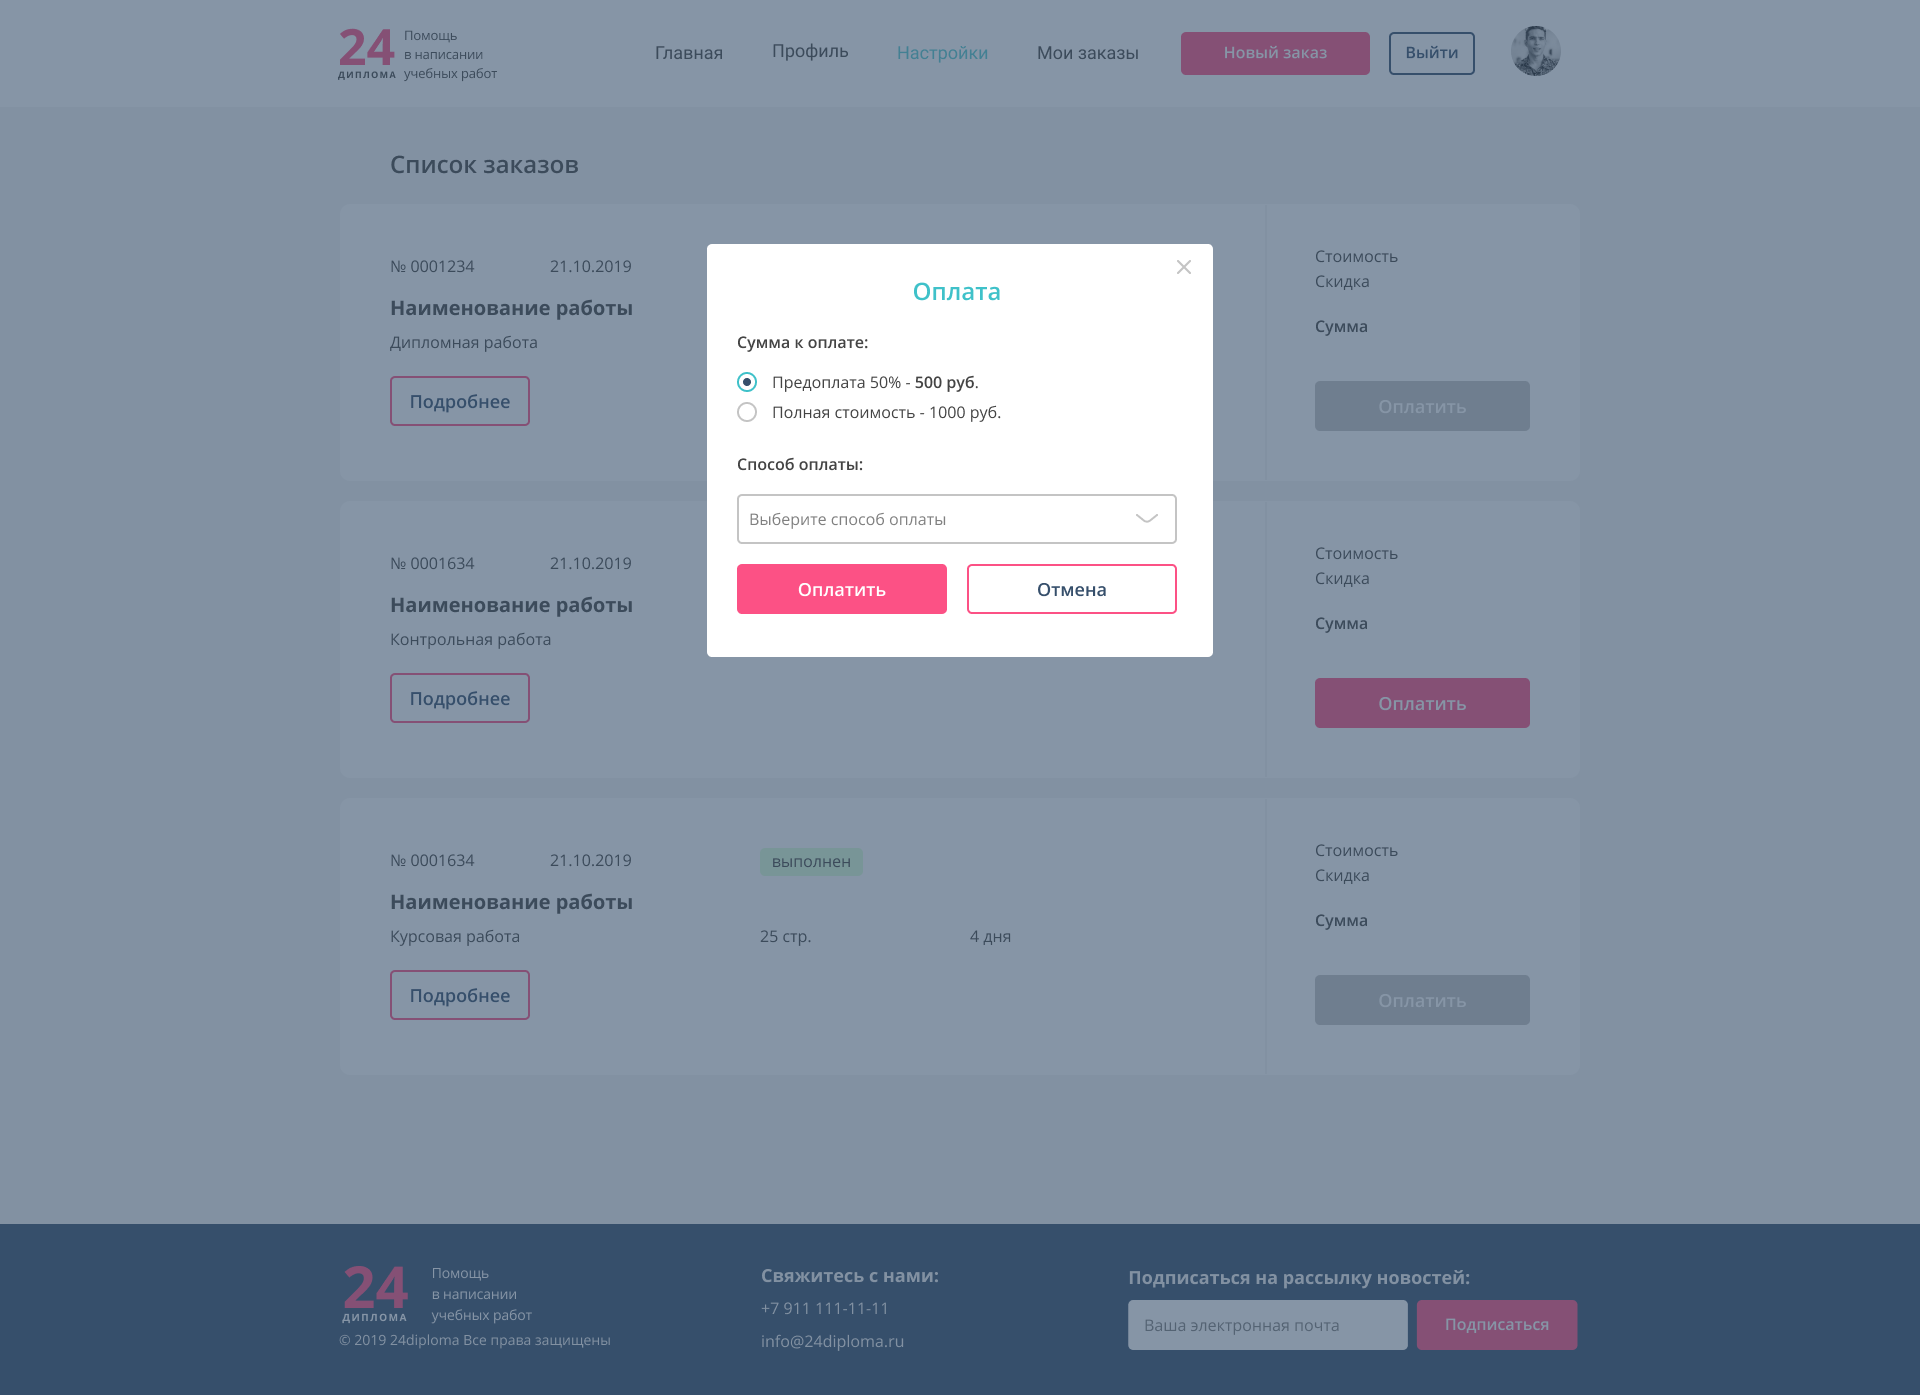 24
ДИПЛОМА
Помощь
в написании
учебных работ
Главная
Профиль
Настройки
Мои заказы
Новый заказ
Выйти
Список заказов
№ 0001234
21.10.2019
Наименование работы
Дипломная работа
Подробнее
Стоимость
Скидка
Сумма
Оплатить
Оплата
Сумма к оплате:
Предоплата 50% - 500 руб.
Полная стоимость - 1000 руб.
Способ оплаты:
Выберите способ оплаты
Оплатить
Отмена
№ 0001634
21.10.2019
Наименование работы
Контрольная работа
Подробнее
Стоимость
Скидка
Сумма
Оплатить
№ 0001634
21.10.2019
выполнен
Наименование работы
Курсовая работа
25 стр.
4 дня
Подробнее
Стоимость
Скидка
Сумма
Оплатить
24
ДИПЛОМА
Помощь
в написании
учебных работ
© 2019 24diploma Все права защищены
Свяжитесь с нами:
+7 911 111-11-11
info@24diploma.ru
Подписаться на рассылку новостей:
Ваша электронная почта
Подписаться